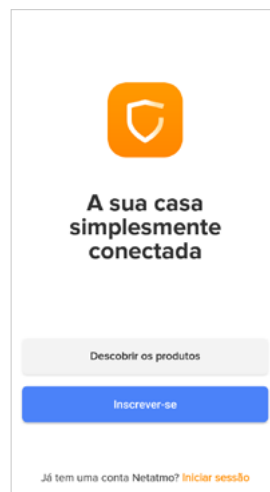 A sua casa
simplesmente
conectada
Descobrir os produtos
Inscrever-se
Já tem uma conta Netatmo? Iniciar sessão